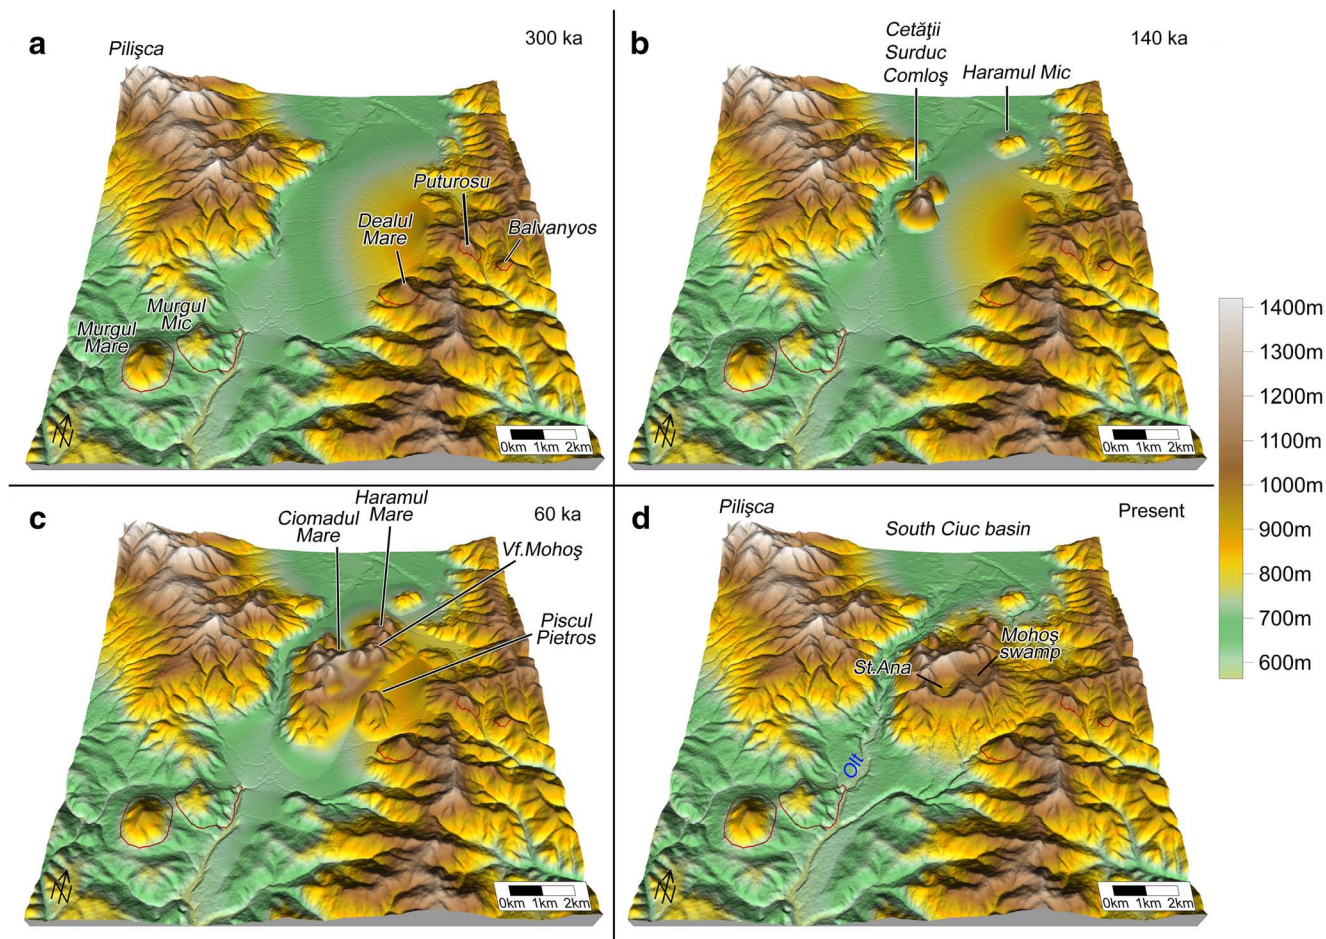 a
300 ka
Pilişca
Puturosu
Dealul
Mare
Balvanyos
Murgul
Mic
Murgul
Mare
N
0km 1km 2km
b
140 ka
Cetăţii
Surduc
Comloş
Haramul Mic
N
0km 1km 2km
c
60 ka
Haramul
Mare
Ciomadul
Mare
Vf.Mohoş
Piscul
Pietros
N
0km 1km 2km
d
Present
Pilişca
South Ciuc basin
Mohoş
swamp
St.Ana
Olt
N
0km 1km 2km
1400m
1300m
1200m
1100m
1000m
900m
800m
700m
600m